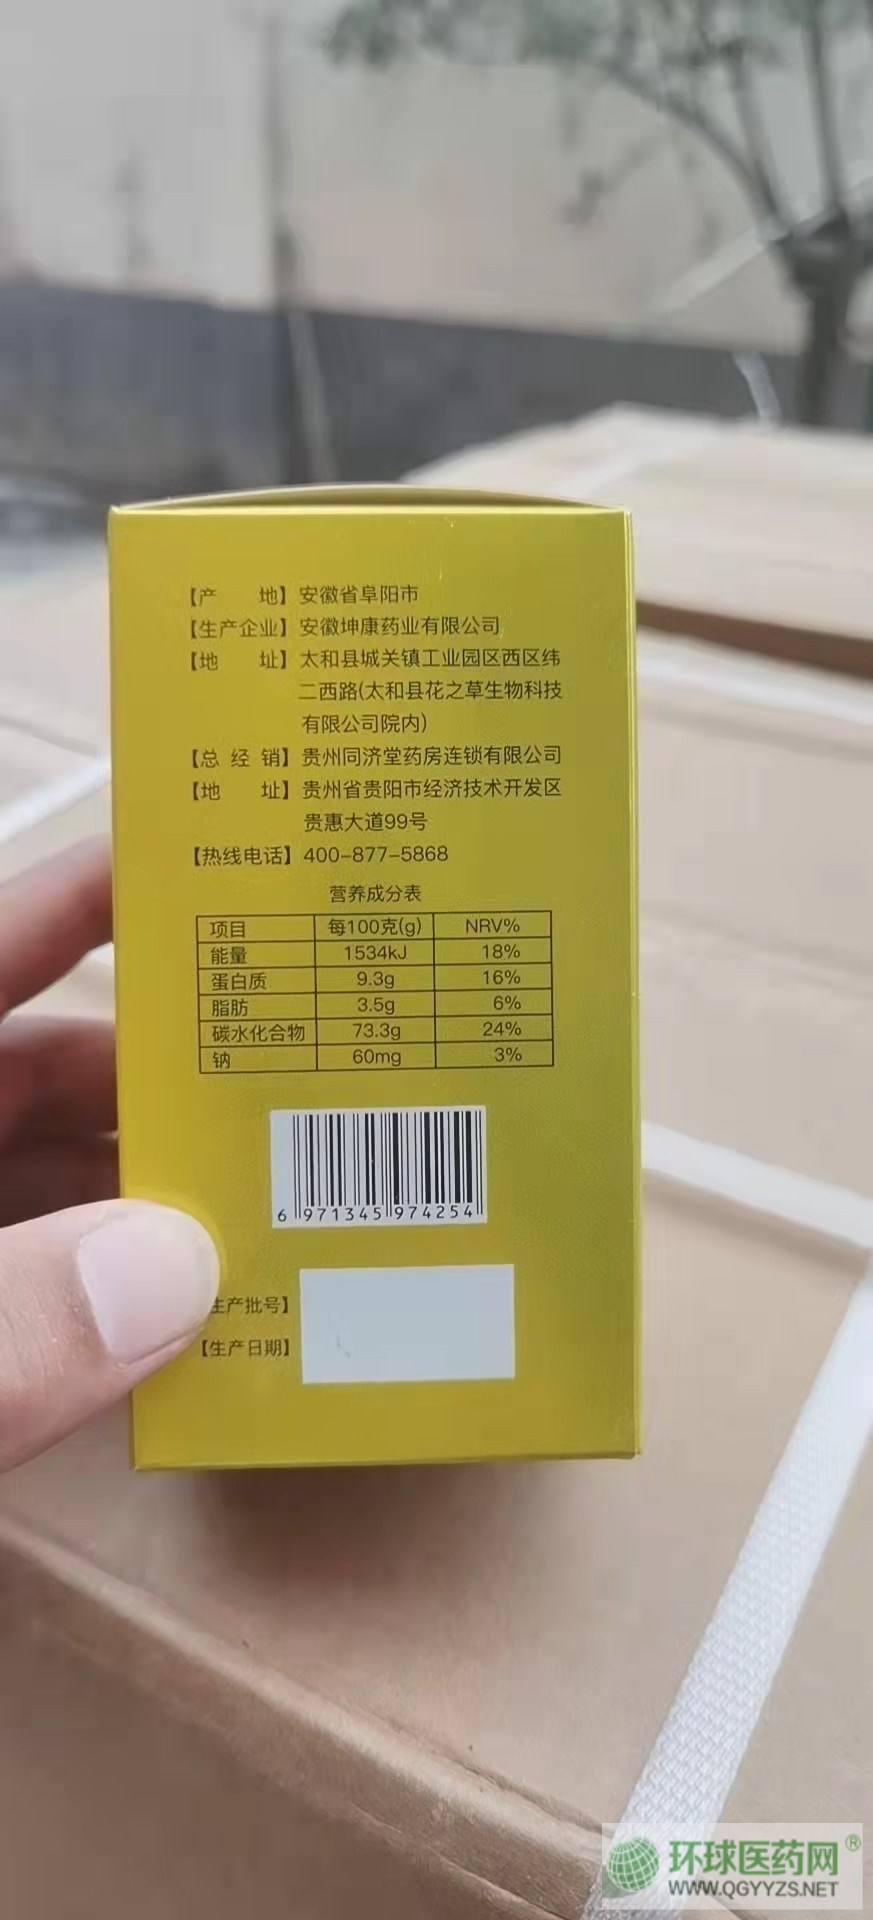 【产 地】安徽省阜阳市
【生产企业】安徽坤康药业有限公司
【地 址】太和县城关镇工业园区西区纬
二西路(太和县花之草生物科技
有限公司院内)
【总 经 销】贵州同济堂药房连锁有限公司
【地 址】贵州省贵阳市经济技术开发区
贵惠大道99号
【热线电话】400-877-5868
营养成分表
项目 每100克(g) NRV%
能量 1534kJ 18%
蛋白质 9.3g 16%
脂肪 3.5g 6%
碳水化合物 73.3g 24%
钠 60mg 3%
6 971345 974254
生产批号】
【生产日期】
环球医药网®
WWW.QGYYZS.NET